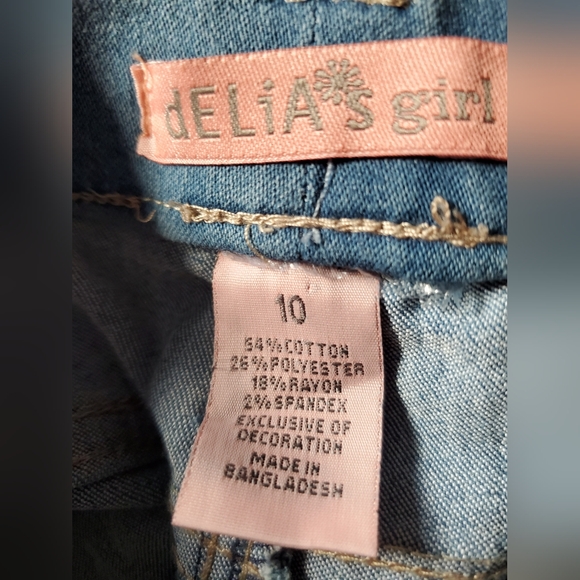 dELiA*s girl
10
54%COTTON
26%POLYESTER
18%RAYON
2%SPANDEX
EXCLUSIVE OF
DECORATION
MADE IN
BANGLADESH